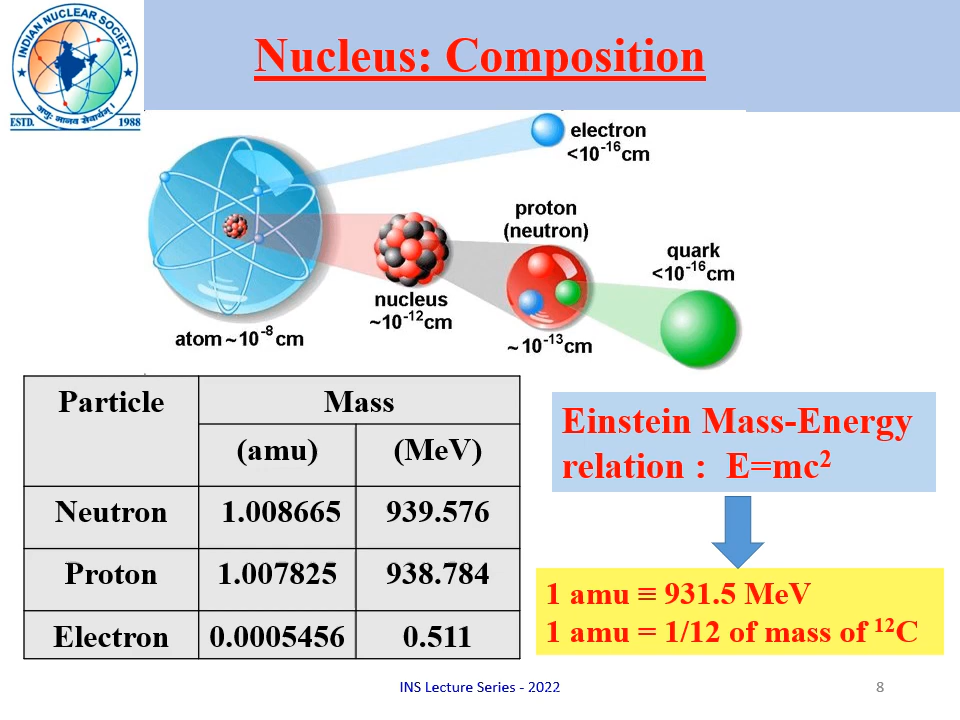 INDIAN NUCLEAR SOCIETY
अणुः मानव सेवार्थम् ।
ESTD. 1988
Nucleus: Composition
electron
<10⁻¹⁶cm
proton
(neutron)
quark
<10⁻¹⁶cm
nucleus
~10⁻¹²cm
atom ~10⁻⁸ cm
~ 10⁻¹³cm
Particle Mass
(amu) (MeV)
Neutron 1.008665 939.576
Proton 1.007825 938.784
Electron 0.0005456 0.511
Einstein Mass-Energy
relation : E=mc²
1 amu ≡ 931.5 MeV
1 amu = 1/12 of mass of ¹²C
INS Lecture Series - 2022
8